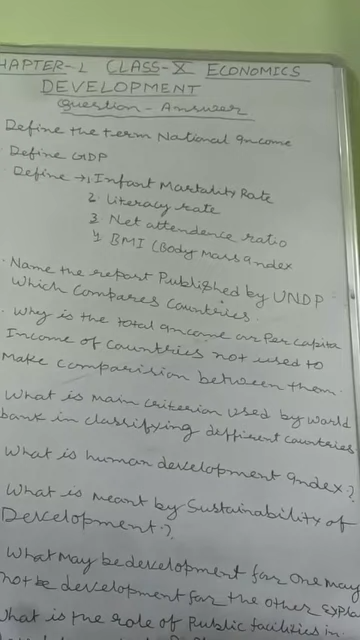 HAPTER-1 CLASS-X ECONOMICS
DEVELOPMENT
Question-Answer
Define the term National Income
Define GDP
Define → 1. Infant Mortality Rate
2. Literacy rate
3. Net attendence ratio
4. BMI (Body Mass Index
Name the report Published by UNDP
Which Compares Countries.
Why is the total Income or Per Capita
Income of Countries not used to
Make comparision between them.
What is main criterion used by world
bank in classifying different countries
What is human development Index?
What is meant by Sustainability of
Development?
What May be development for One may
not be development for the other Expla
What is the role of Public facilities in